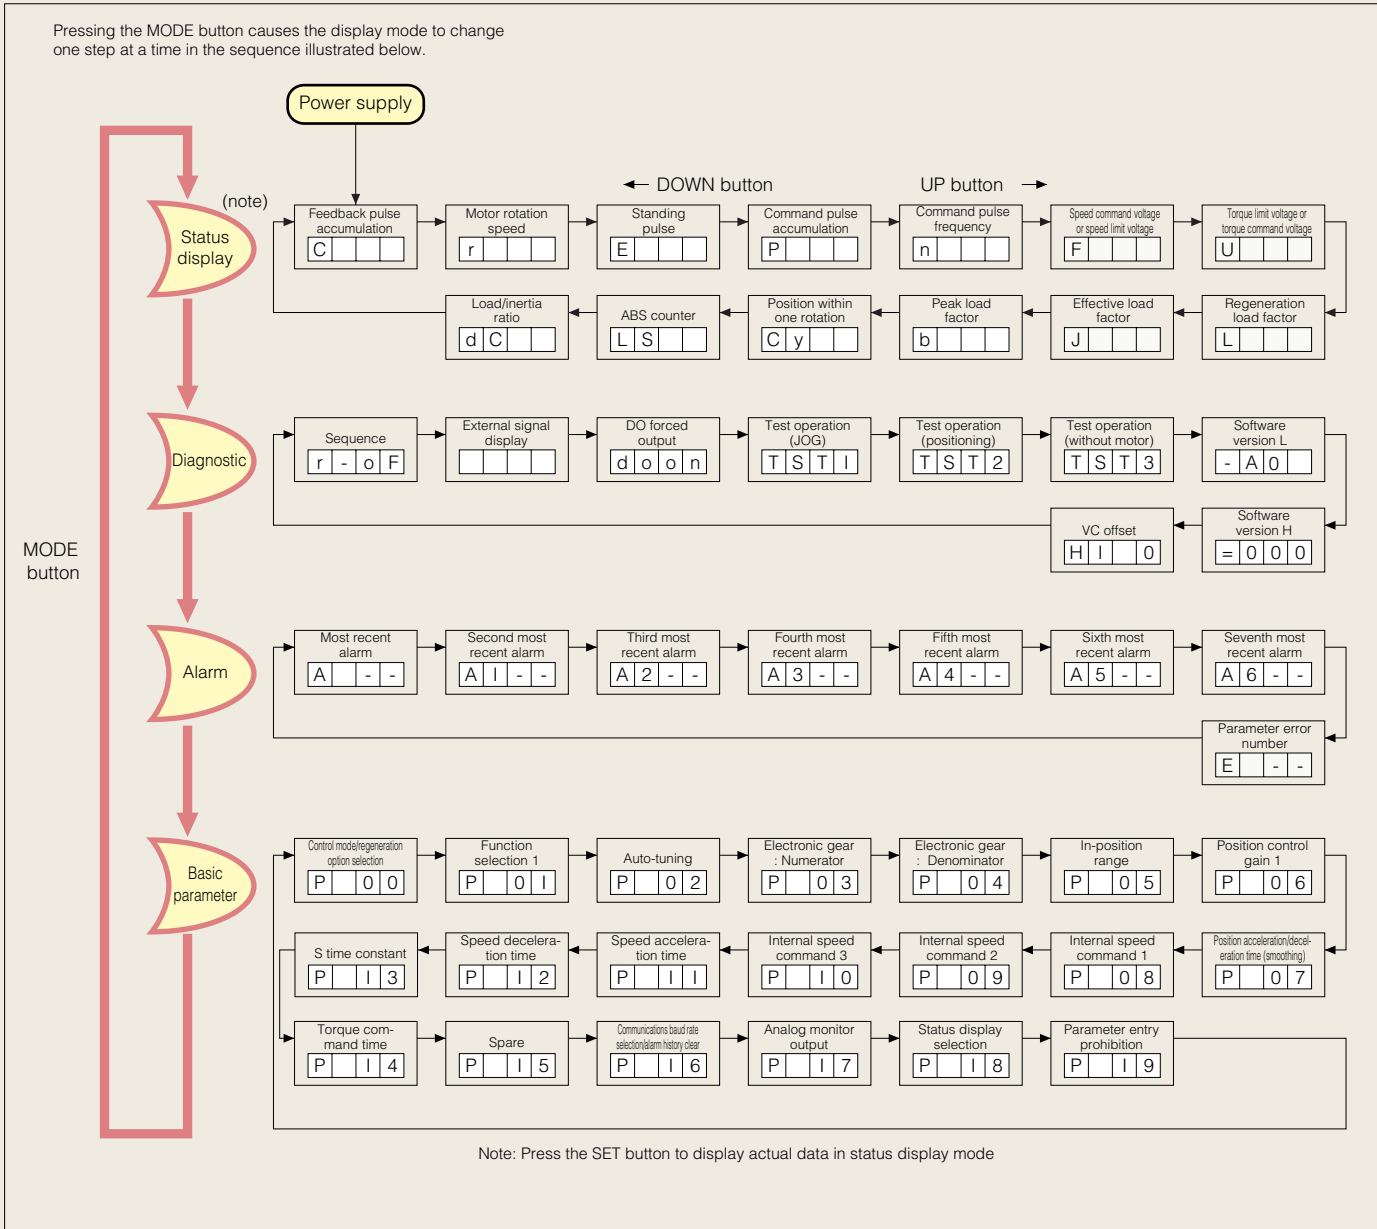 Pressing the MODE button causes the display mode to change
one step at a time in the sequence illustrated below.
Power supply
← DOWN button
UP button →
(note)
Status
display
Feedback pulse
accumulation
C
Motor rotation
speed
r
Standing
pulse
E
Command pulse
accumulation
P
Command pulse
frequency
n
Speed command voltage
or speed limit voltage
F
Torque limit voltage or
torque command voltage
U
Load/inertia
ratio
d C
ABS counter
L S
Position within
one rotation
C y
Peak load
factor
b
Effective load
factor
J
Regeneration
load factor
L
Diagnostic
Sequence
r - o F
External signal
display
DO forced
output
d o o n
Test operation
(JOG)
T S T I
Test operation
(positioning)
T S T 2
Test operation
(without motor)
T S T 3
Software
version L
- A 0
VC offset
H I 0
Software
version H
= 0 0 0
MODE
button
Alarm
Most recent
alarm
A - -
Second most
recent alarm
A I - -
Third most
recent alarm
A 2 - -
Fourth most
recent alarm
A 3 - -
Fifth most
recent alarm
A 4 - -
Sixth most
recent alarm
A 5 - -
Seventh most
recent alarm
A 6 - -
Parameter error
number
E - -
Basic
parameter
Control mode/regeneration
option selection
P 0 0
Function
selection 1
P 0 I
Auto-tuning
P 0 2
Electronic gear
: Numerator
P 0 3
Electronic gear
: Denominator
P 0 4
In-position
range
P 0 5
Position control
gain 1
P 0 6
S time constant
P I 3
Speed decelera-
tion time
P I 2
Speed accelera-
tion time
P I I
Internal speed
command 3
P I 0
Internal speed
command 2
P 0 9
Internal speed
command 1
P 0 8
Position acceleration/decel-
eration time (smoothing)
P 0 7
Torque com-
mand time
P I 4
Spare
P I 5
Communications baud rate
selection/alarm history clear
P I 6
Analog monitor
output
P I 7
Status display
selection
P I 8
Parameter entry
prohibition
P I 9
Note: Press the SET button to display actual data in status display mode